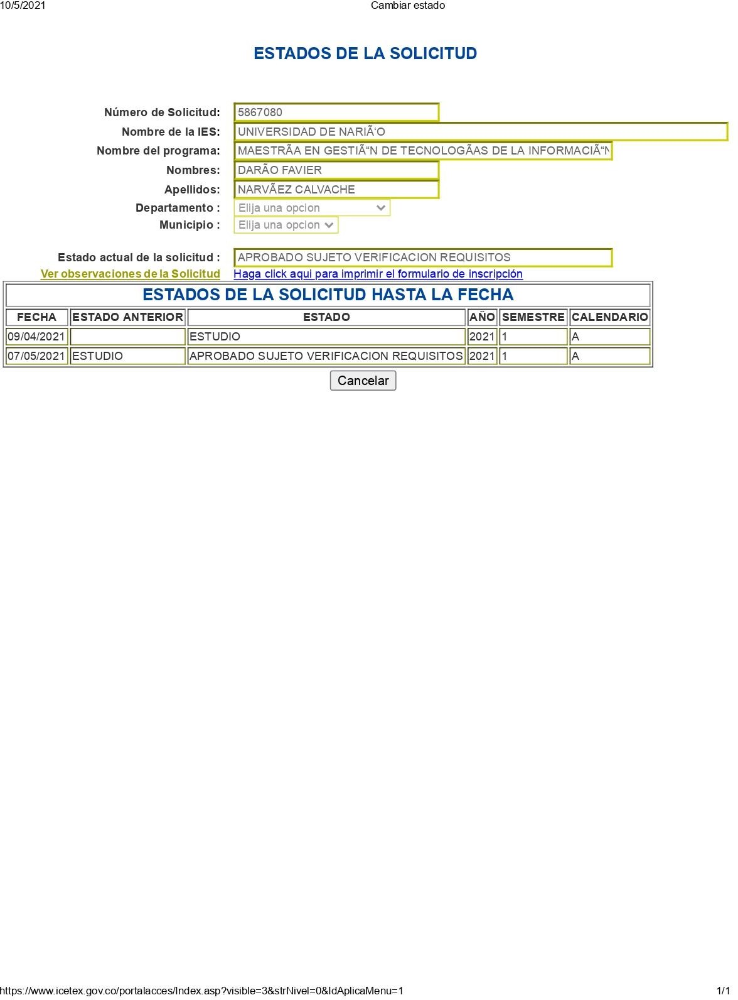 10/5/2021 Cambiar estado
ESTADOS DE LA SOLICITUD
Número de Solicitud: 5867080
Nombre de la IES: UNIVERSIDAD DE NARIÃ‘O
Nombre del programa: MAESTRÃA EN GESTIÃ“N DE TECNOLOGÃAS DE LA INFORMACIÃ“N
Nombres: DARÃO FAVIER
Apellidos: NARVÃEZ CALVACHE
Departamento : Elija una opcion
Municipio : Elija una opcion
Estado actual de la solicitud : APROBADO SUJETO VERIFICACION REQUISITOS
Ver observaciones de la Solicitud Haga click aqui para imprimir el formulario de inscripción
ESTADOS DE LA SOLICITUD HASTA LA FECHA
FECHA ESTADO ANTERIOR ESTADO AÑO SEMESTRE CALENDARIO
09/04/2021 ESTUDIO 2021 1 A
07/05/2021 ESTUDIO APROBADO SUJETO VERIFICACION REQUISITOS 2021 1 A
Cancelar
https://www.icetex.gov.co/portalacces/Index.asp?visible=3&strNivel=0&IdAplicaMenu=1 1/1